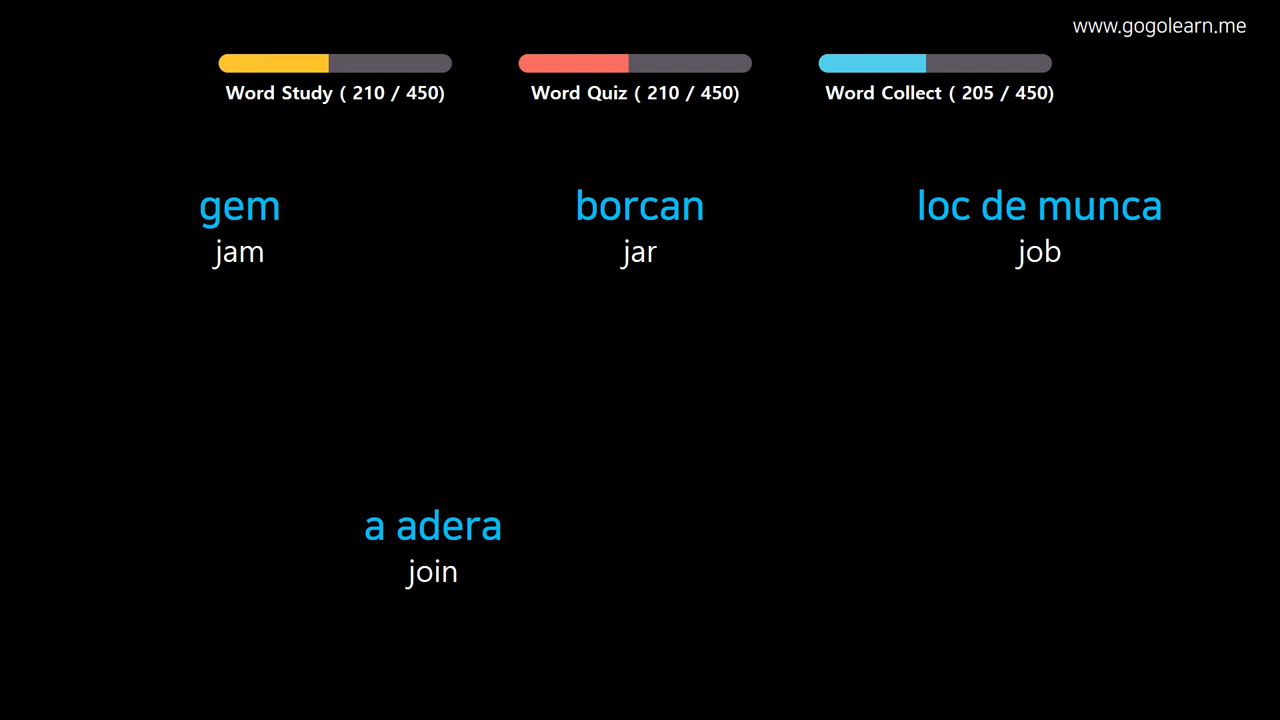 www.gogolearn.me
Word Study ( 210 / 450)
Word Quiz ( 210 / 450)
Word Collect ( 205 / 450)
gem
jam
borcan
jar
loc de munca
job
a adera
join